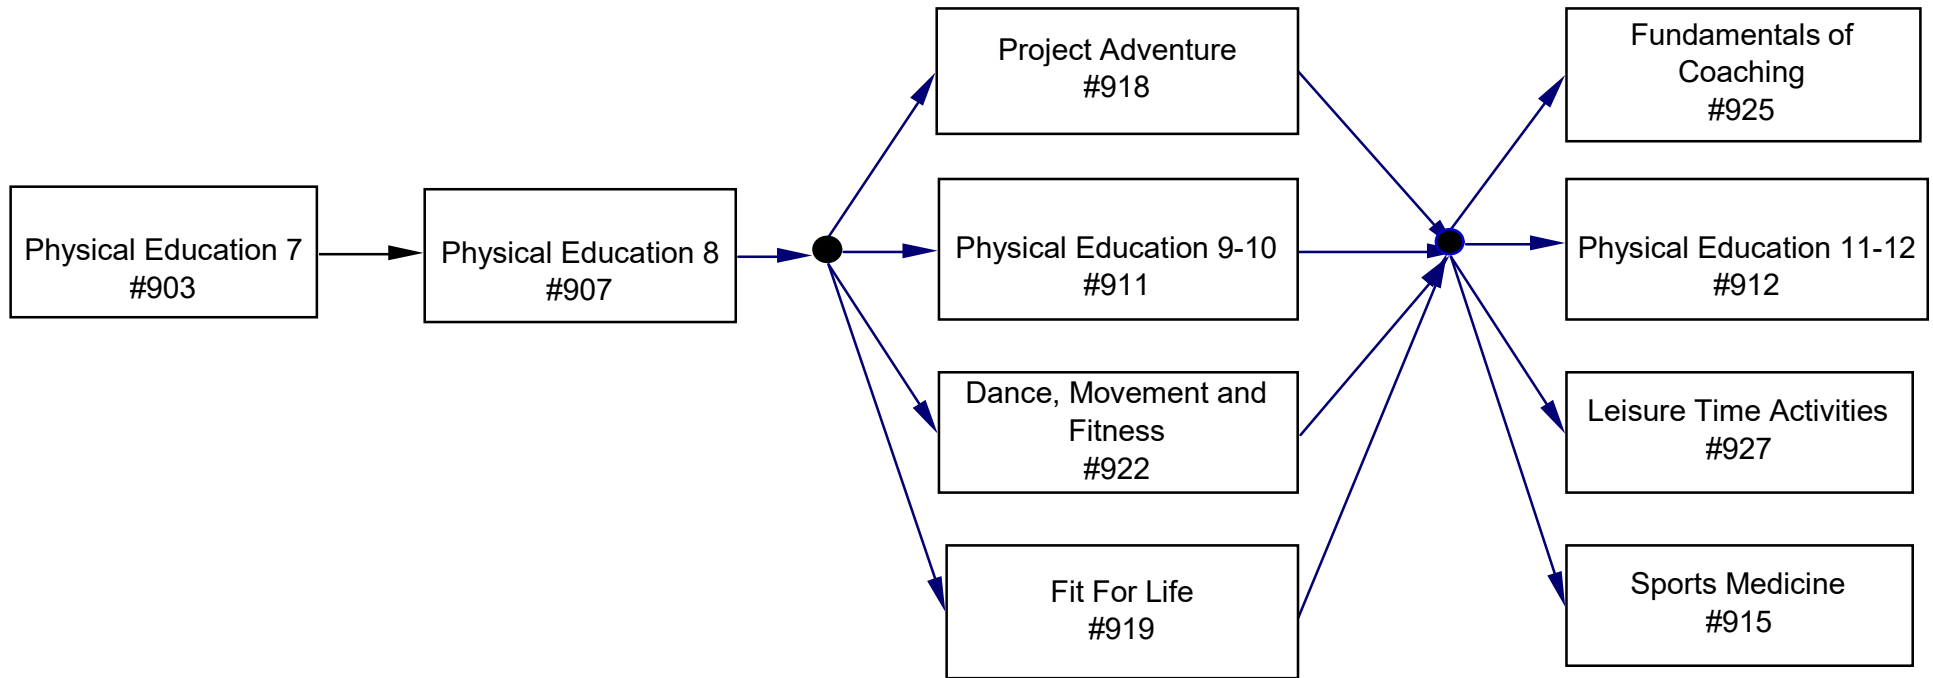 Physical Education 7
#903
Physical Education 8
#907
Project Adventure
#918
Physical Education 9-10
#911
Dance, Movement and
Fitness
#922
Fit For Life
#919
Fundamentals of
Coaching
#925
Physical Education 11-12
#912
Leisure Time Activities
#927
Sports Medicine
#915